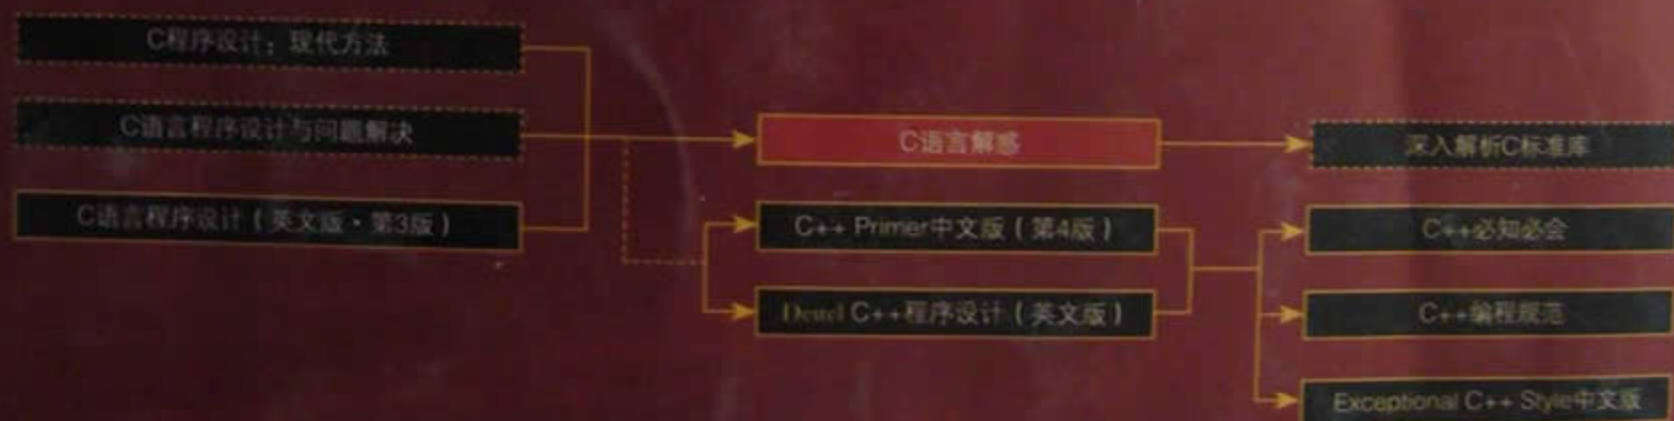 C程序设计：现代方法
C语言程序设计与问题解决
C语言程序设计（英文版·第3版）
C语言解惑
C++ Primer中文版（第4版）
Deitel C++程序设计（英文版）
深入解析C标准库
C++必知必会
C++编程规范
Exceptional C++ Style中文版